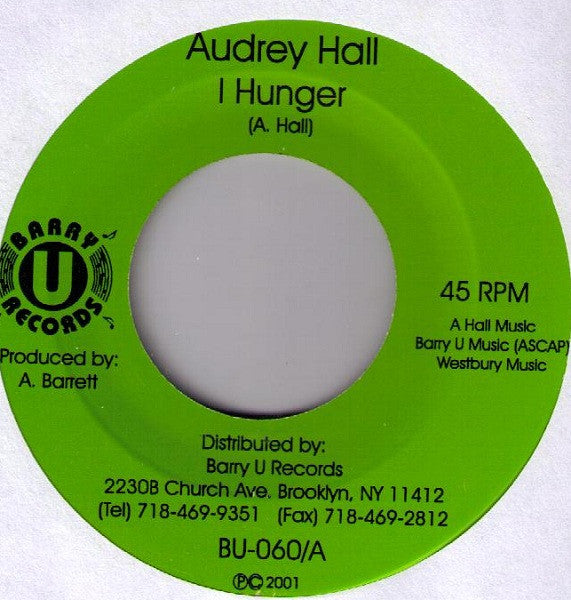 Audrey Hall
I Hunger
(A. Hall)
BARRY
U
RECORDS
Produced by:
A. Barrett
45 RPM
A Hall Music
Barry U Music (ASCAP)
Westbury Music
Distributed by:
Barry U Records
2230B Church Ave. Brooklyn, NY 11412
(Tel) 718-469-9351 (Fax) 718-469-2812
BU-060/A
℗© 2001